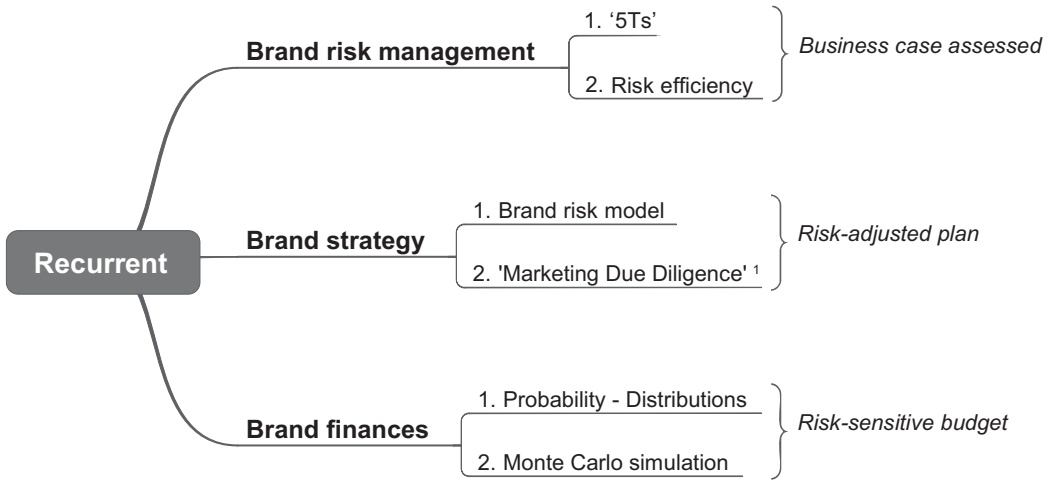 Recurrent
Brand risk management
1. ‘5Ts’
2. Risk efficiency
Business case assessed
Brand strategy
1. Brand risk model
2. 'Marketing Due Diligence' ¹
Risk-adjusted plan
Brand finances
1. Probability - Distributions
2. Monte Carlo simulation
Risk-sensitive budget